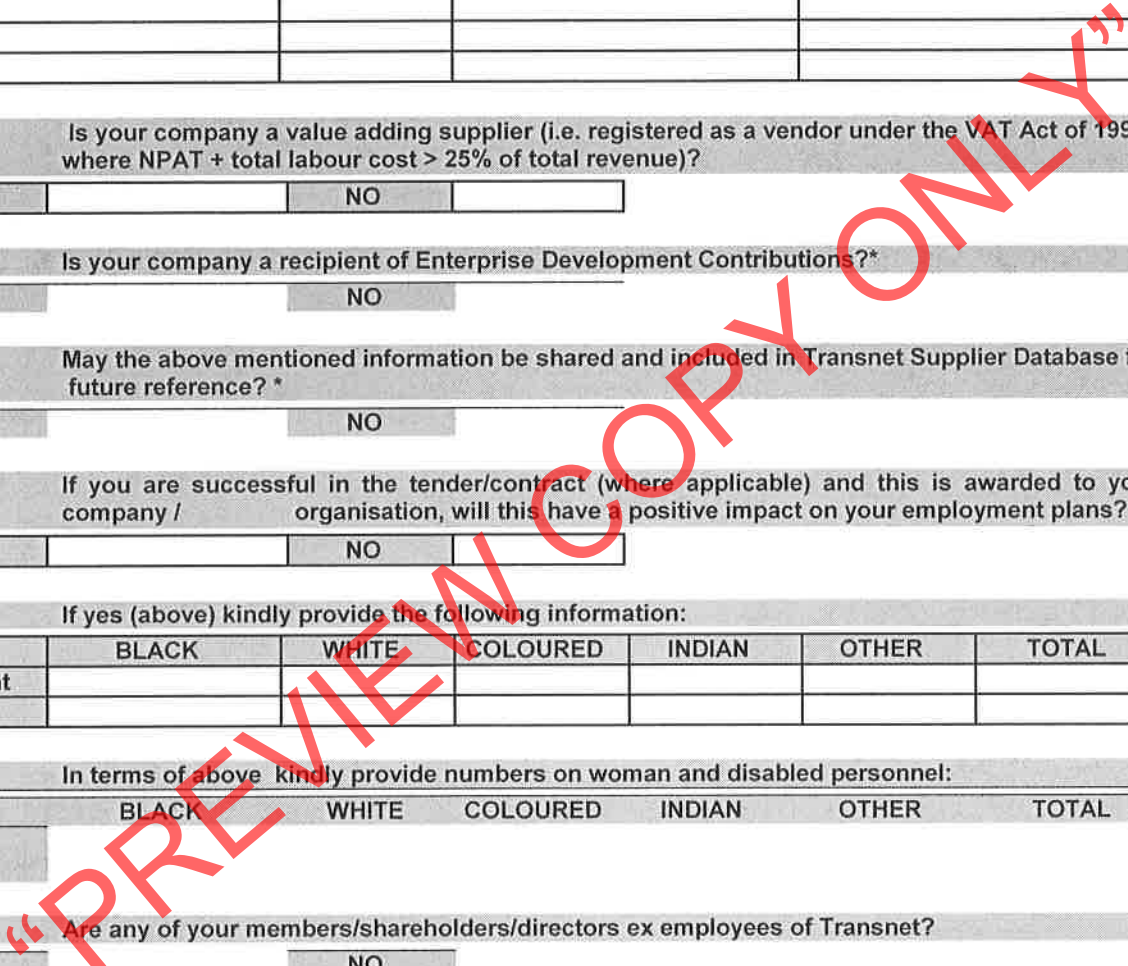 Is your company a value adding supplier (i.e. registered as a vendor under the VAT Act of 199
where NPAT + total labour cost > 25% of total revenue)?
NO
Is your company a recipient of Enterprise Development Contributions?*
NO
May the above mentioned information be shared and included in Transnet Supplier Database
future reference? *
NO
If you are successful in the tender/contract (where applicable) and this is awarded to yo
company / organisation, will this have a positive impact on your employment plans?
NO
If yes (above) kindly provide the following information:
BLACK WHITE COLOURED INDIAN OTHER TOTAL
t
In terms of above kindly provide numbers on woman and disabled personnel:
BLACK WHITE COLOURED INDIAN OTHER TOTAL
Are any of your members/shareholders/directors ex employees of Transnet?
NO
“PREVIEW COPY ONLY”